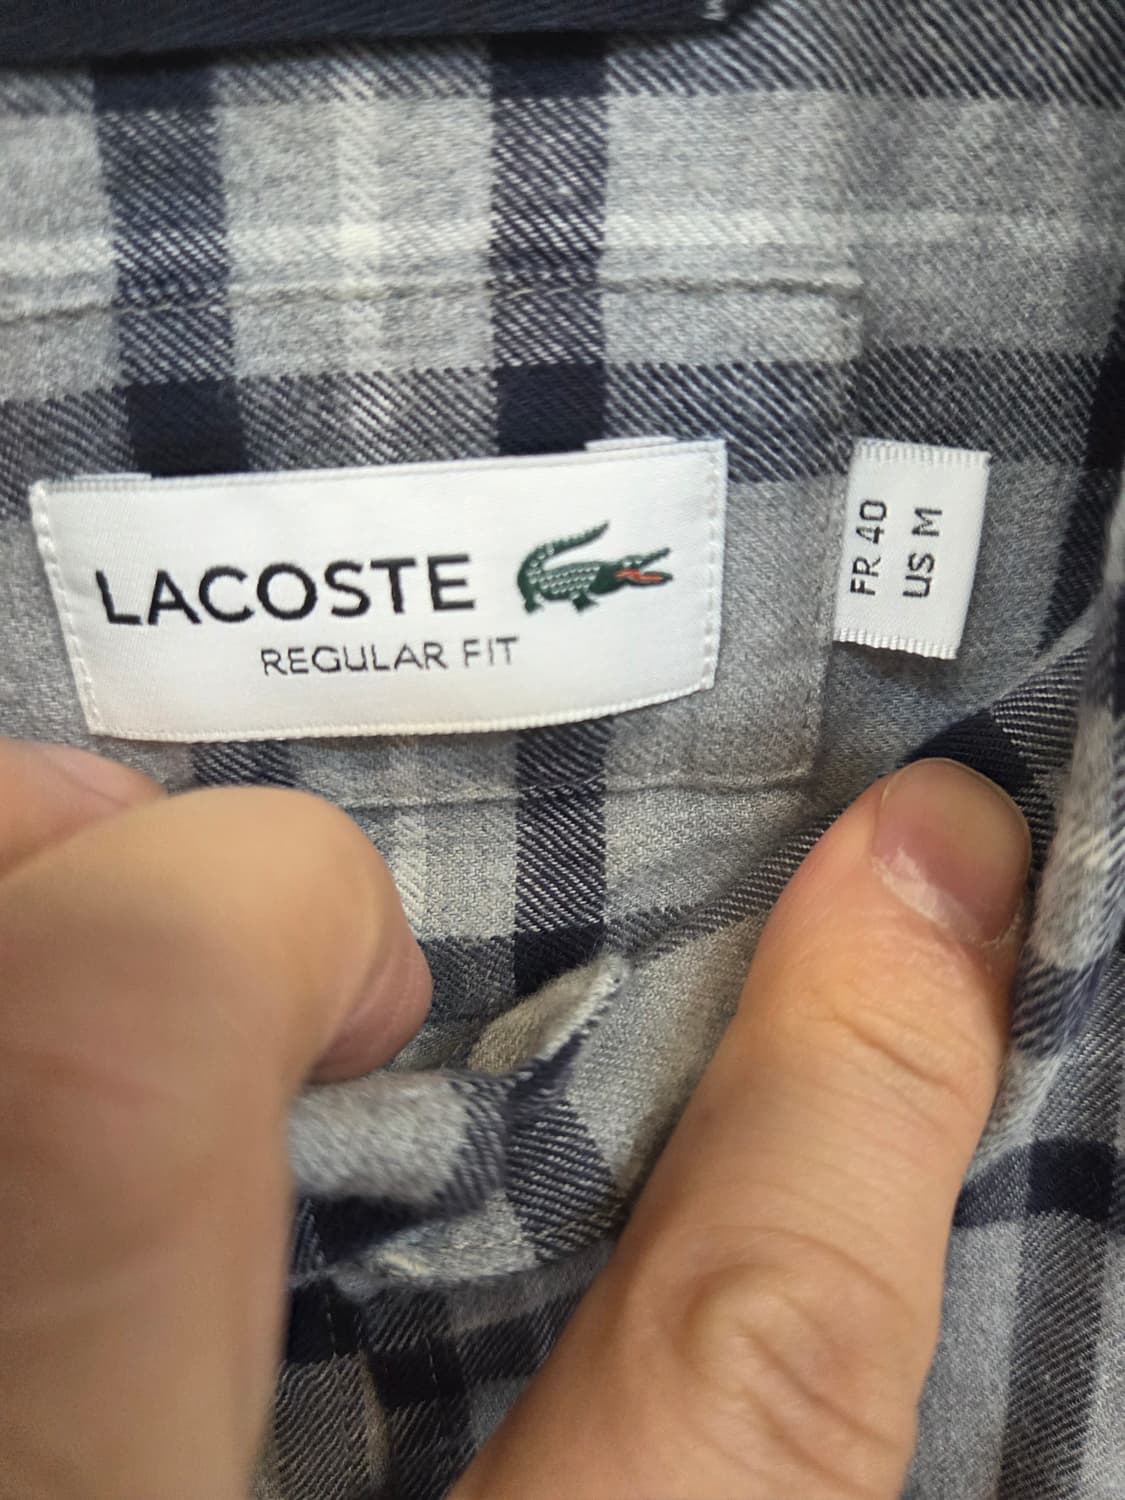 LACOSTE
REGULAR FIT
FR 40
US M